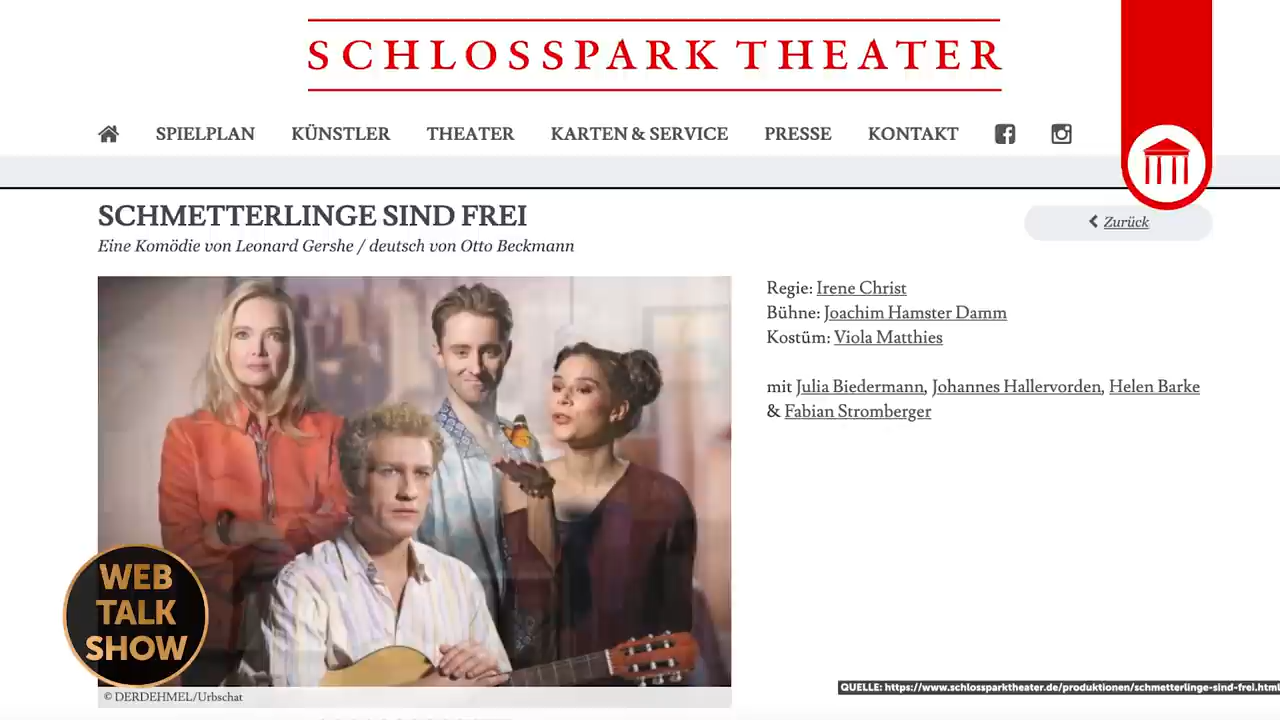 SCHLOSSPARK THEATER
SPIELPLAN KÜNSTLER THEATER KARTEN & SERVICE PRESSE KONTAKT
SCHMETTERLINGE SIND FREI
Eine Komödie von Leonard Gershe / deutsch von Otto Beckmann
Zurück
Regie: Irene Christ
Bühne: Joachim Hamster Damm
Kostüm: Viola Matthies
mit Julia Biedermann, Johannes Hallervorden, Helen Barke
& Fabian Stromberger
WEB
TALK
SHOW
© DERDEHMEL/Urbschat
QUELLE: https://www.schlossparktheater.de/produktionen/schmetterlinge-sind-frei.html